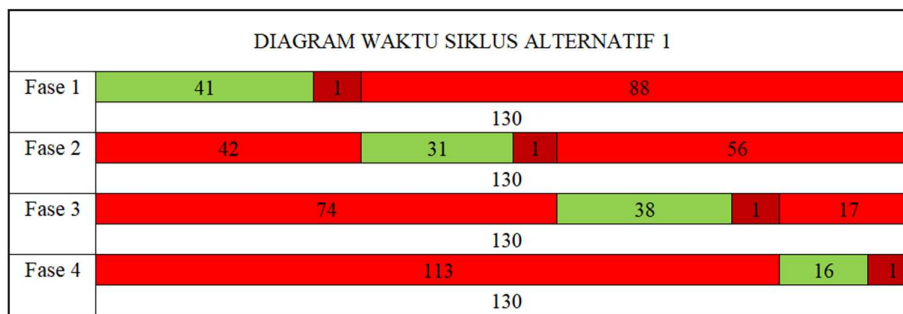 DIAGRAM WAKTU SIKLUS ALTERNATIF 1
Fase 1 41 1 88
130
Fase 2 42 31 1 56
130
Fase 3 74 38 1 17
130
Fase 4 113 16 1
130